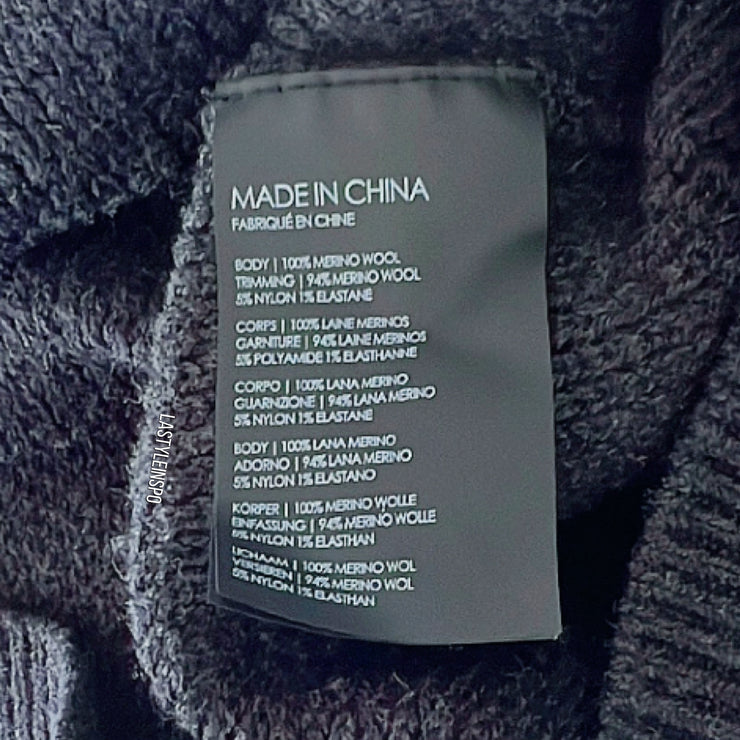 MADE IN CHINA
FABRIQUÉ EN CHINE
BODY | 100% MERINO WOOL
TRIMMING | 94% MERINO WOOL
5% NYLON 1% ELASTANE
CORPS | 100% LAINE MERINOS
GARNITURE | 94% LAINE MERINOS
5% POLYAMIDE 1% ELASTHANNE
CORPO | 100% LANA MERINO
GUARNZIONE | 94% LANA MERINO
5% NYLON 1% ELASTANE
BODY | 100% LANA MERINO
ADORNO | 94% LANA MERINO
5% NYLON 1% ELASTANO
KÖRPER | 100% MERINO WOLLE
EINFASSUNG | 94% MERINO WOLLE
5% NYLON 1% ELASTHAN
LICHAAM | 100% MERINO WOL
VERSIEREN | 94% MERINO WOL
5% NYLON 1% ELASTHAN
LASTYLEINSPO